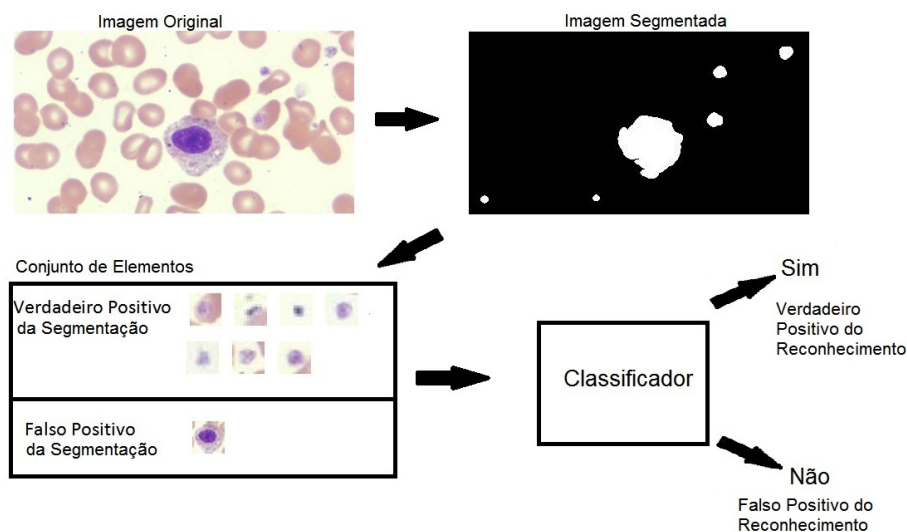 Imagem Original
Imagem Segmentada
Conjunto de Elementos
Verdadeiro Positivo
da Segmentação
Falso Positivo
da Segmentação
Classificador
Sim
Verdadeiro
Positivo do
Reconhecimento
Não
Falso Positivo do
Reconhecimento